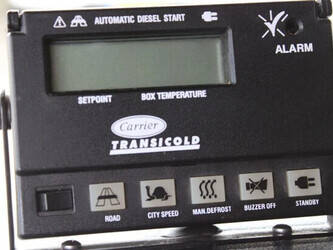 AUTOMATIC DIESEL START
ALARM
SETPOINT BOX TEMPERATURE
Carrier
TRANSICOLD
ROAD CITY SPEED MAN.DEFROST BUZZER OFF STANDBY